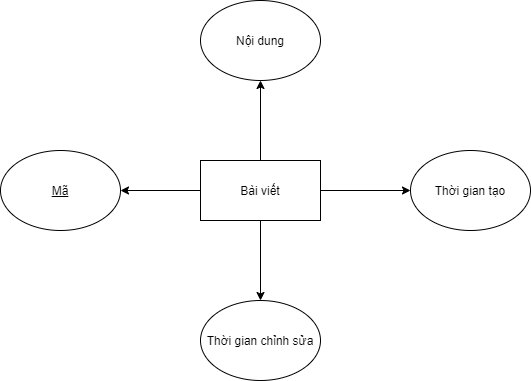 Nội dung
Mã
Bài viết
Thời gian tạo
Thời gian chỉnh sửa